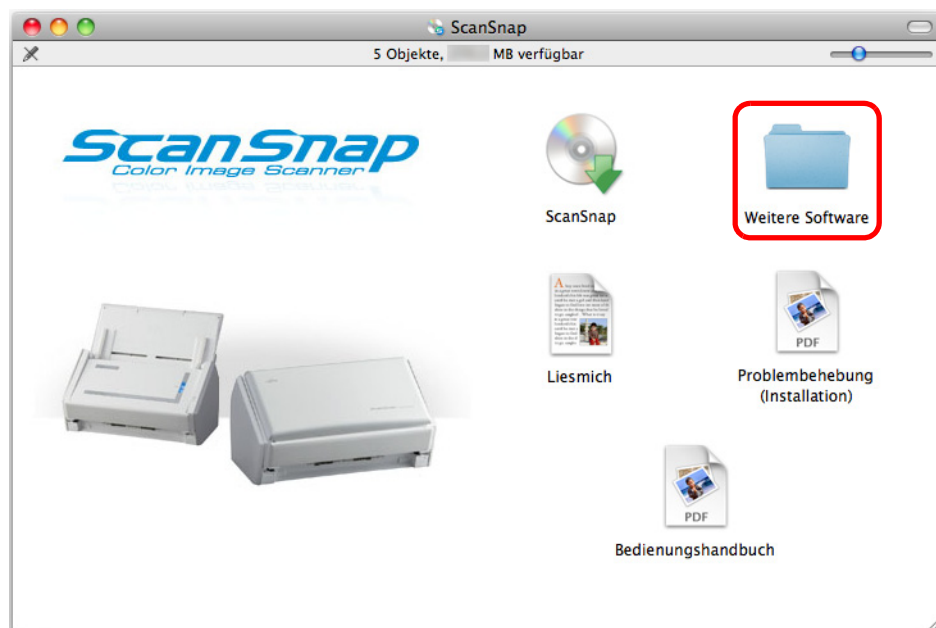 ScanSnap
5 Objekte, MB verfügbar
ScanSnap
Color Image Scanner
ScanSnap
Weitere Software
Liesmich
PDF
Problembehebung
(Installation)
PDF
Bedienungshandbuch